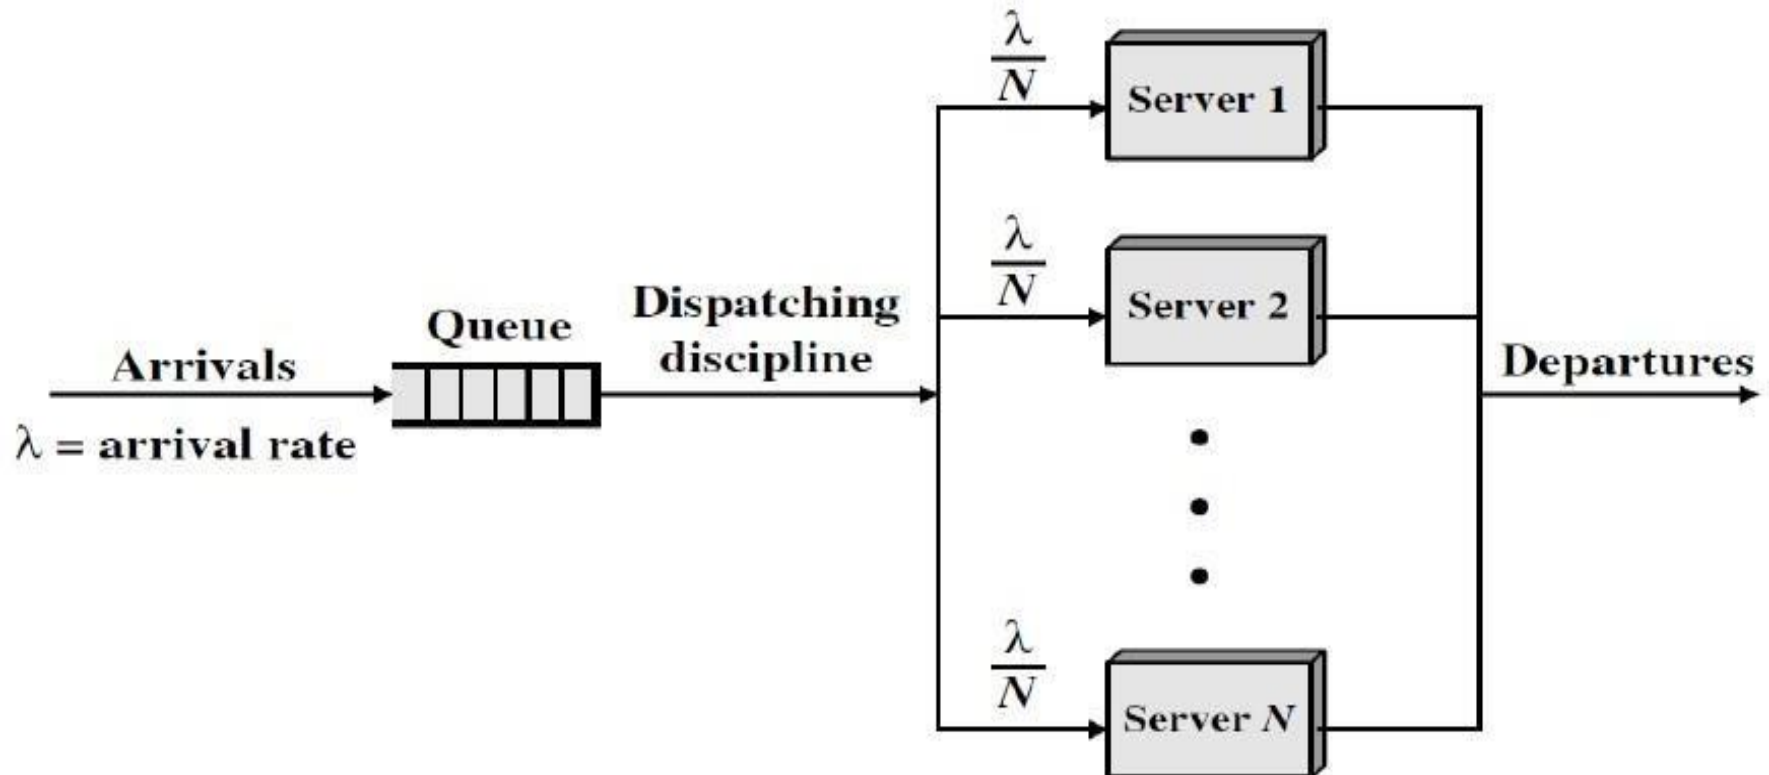 Arrivals
λ = arrival rate
Queue
Dispatching
discipline
λ
N
Server 1
λ
N
Server 2
λ
N
Server N
Departures